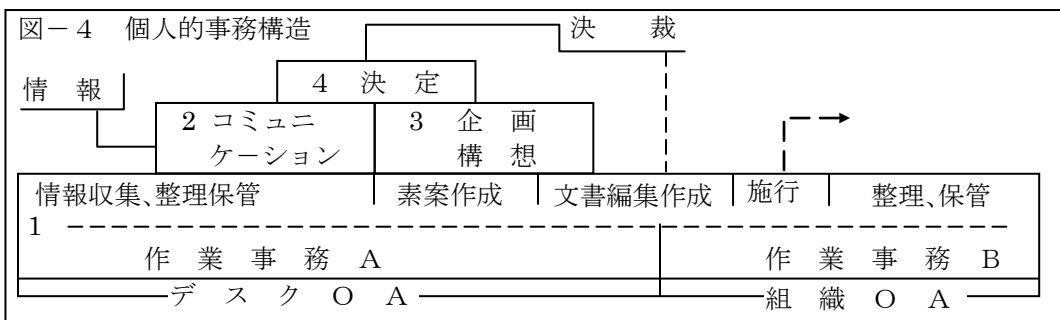 図－４　個人的事務構造
決　裁
情　報
４　決　定
２ コミュニ
ケーション
３　企　画
構　想
情報収集、整理保管
素案作成
文書編集作成
施行
整理、保管
１
作　業　事　務　Ａ
作　業　事　務　Ｂ
デ　ス　ク　Ｏ　Ａ
組　織　Ｏ　Ａ